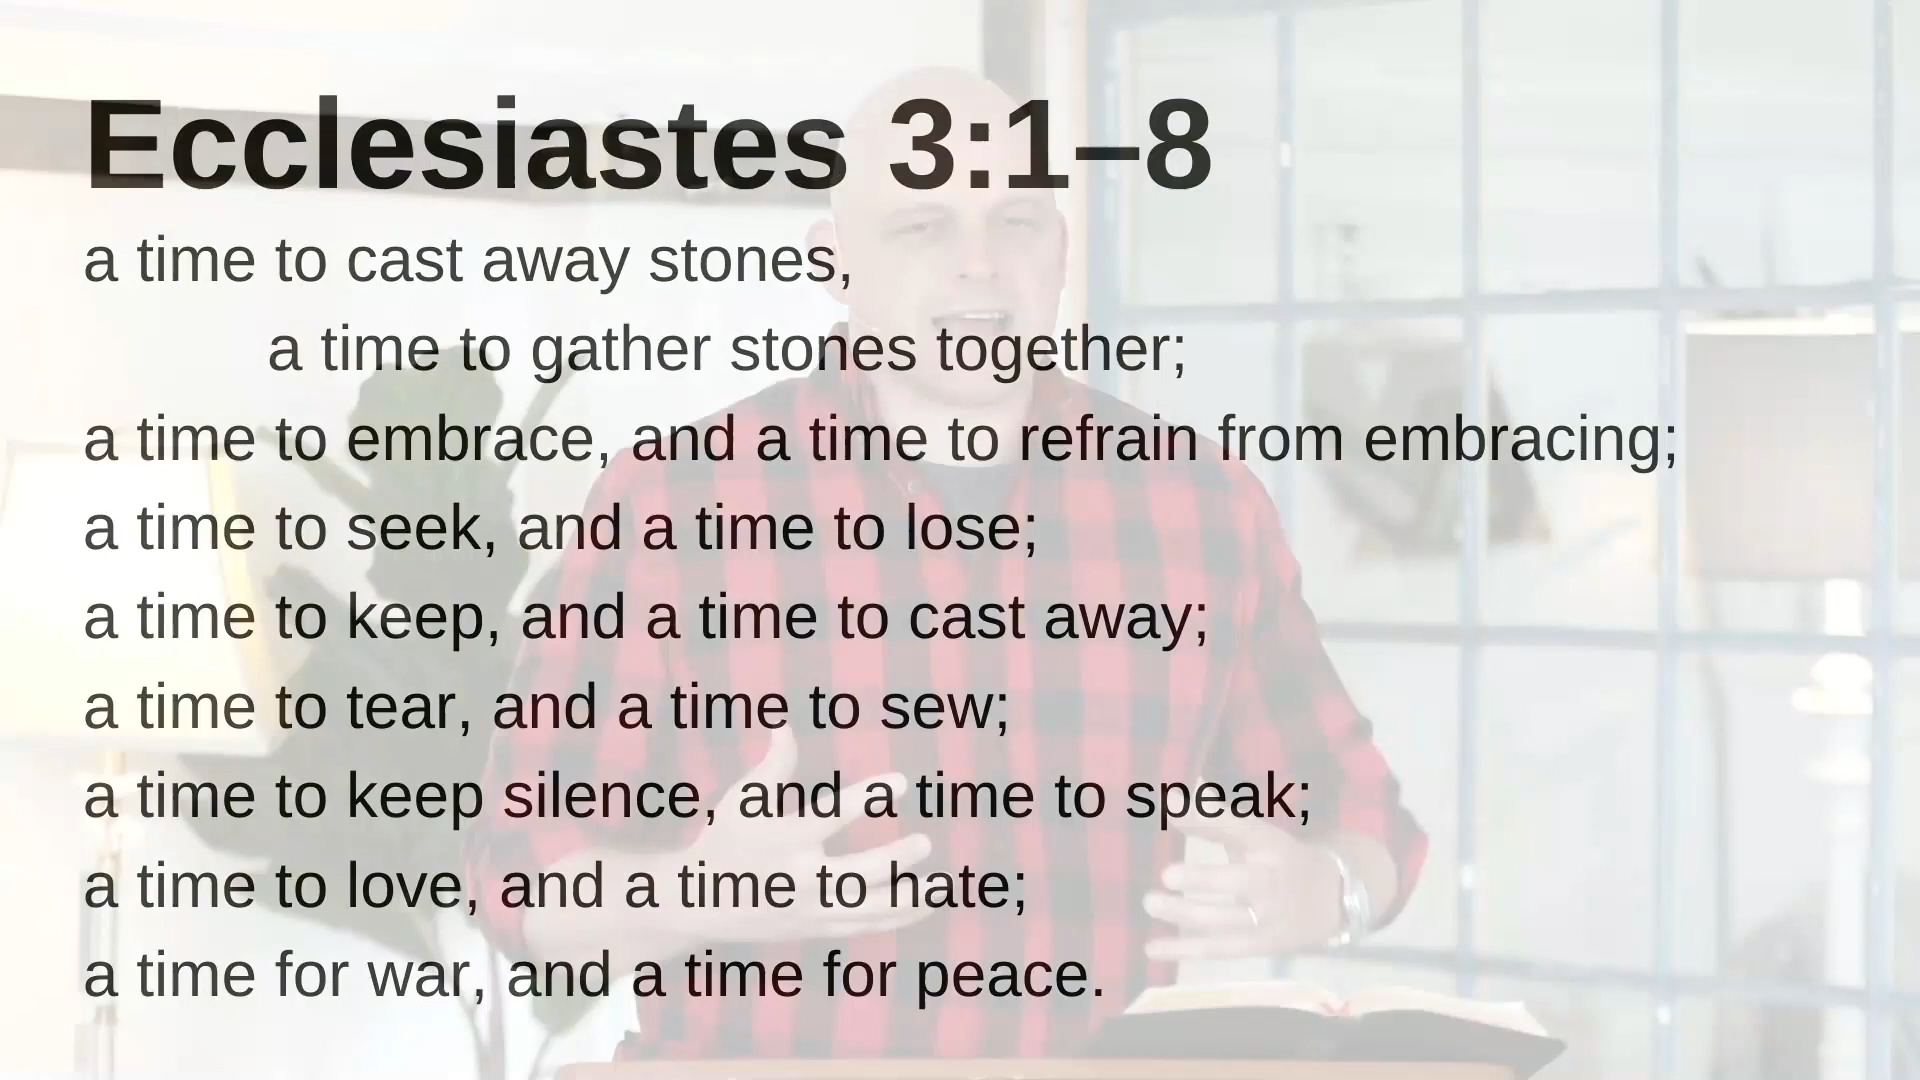 Ecclesiastes 3:1–8
a time to cast away stones,
a time to gather stones together;
a time to embrace, and a time to refrain from embracing;
a time to seek, and a time to lose;
a time to keep, and a time to cast away;
a time to tear, and a time to sew;
a time to keep silence, and a time to speak;
a time to love, and a time to hate;
a time for war, and a time for peace.